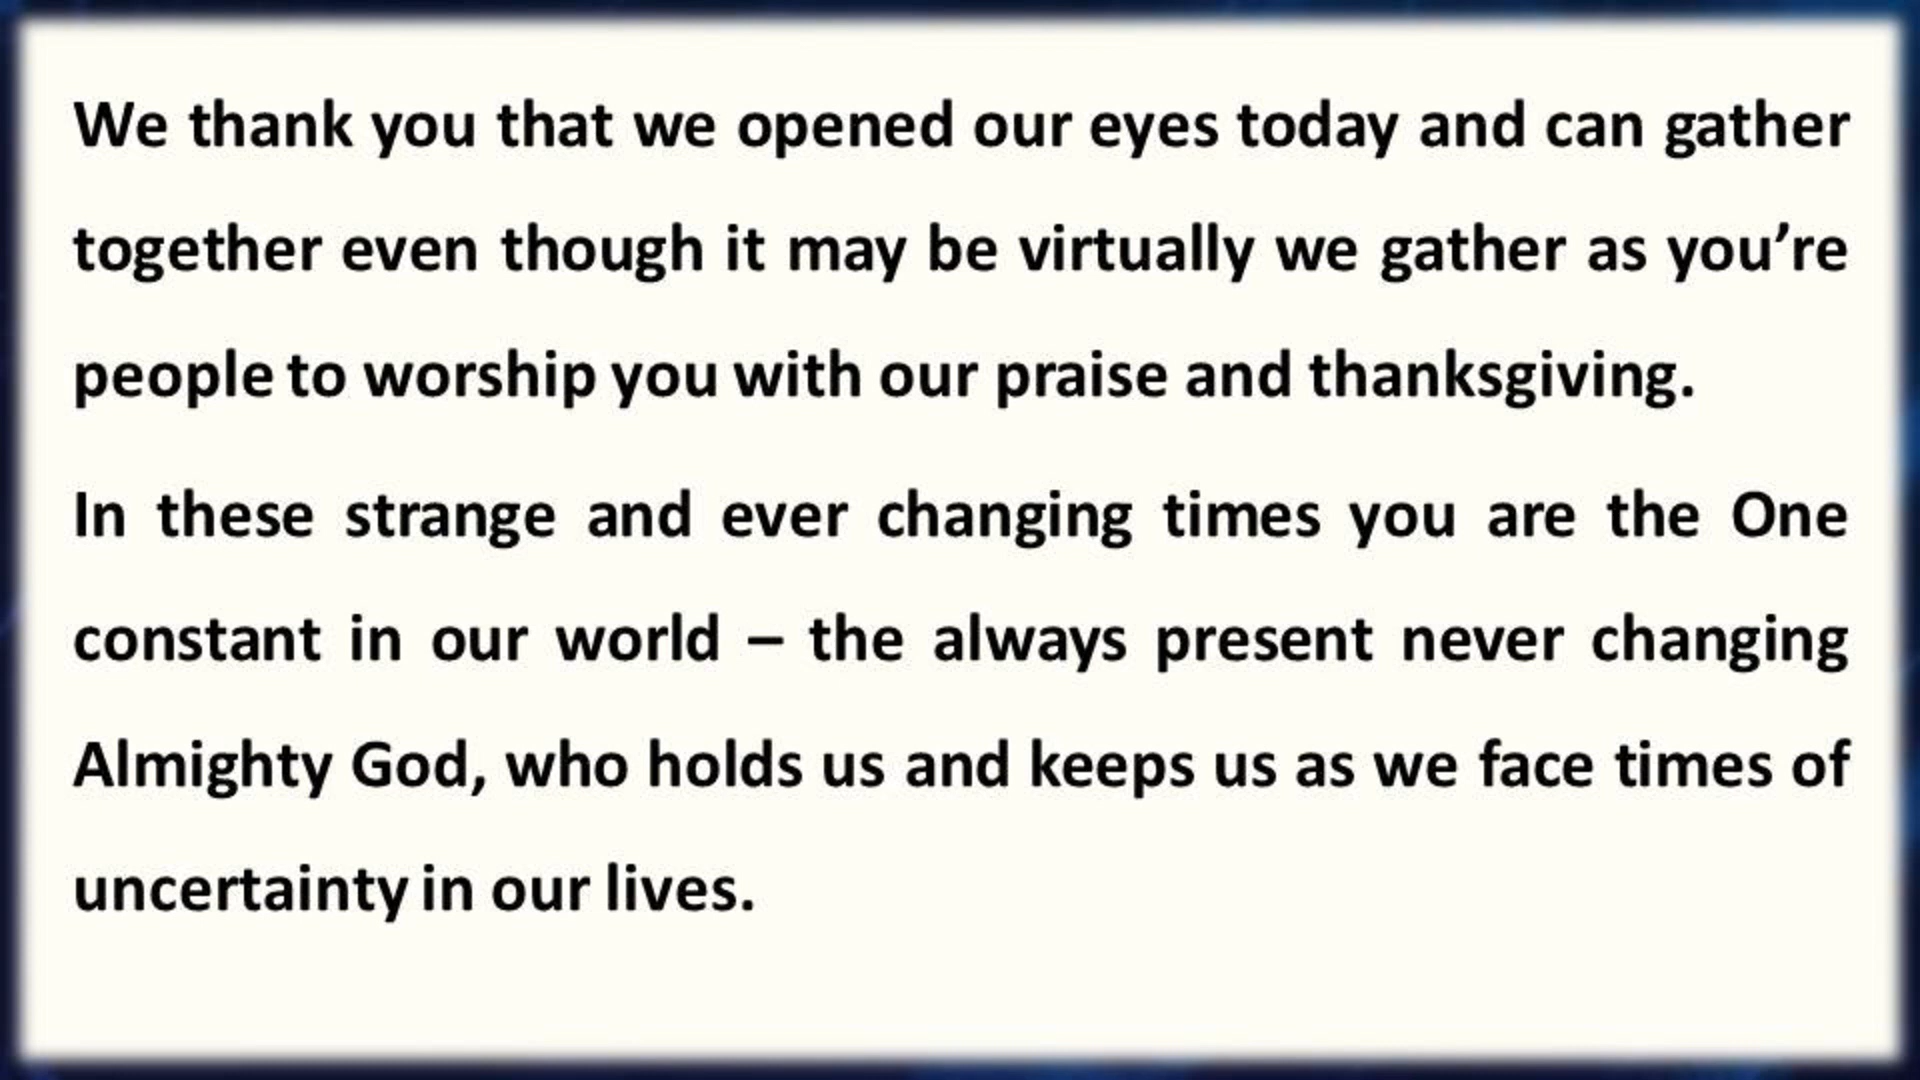 We thank you that we opened our eyes today and can gather
together even though it may be virtually we gather as you’re
people to worship you with our praise and thanksgiving.
In these strange and ever changing times you are the One
constant in our world – the always present never changing
Almighty God, who holds us and keeps us as we face times of
uncertainty in our lives.